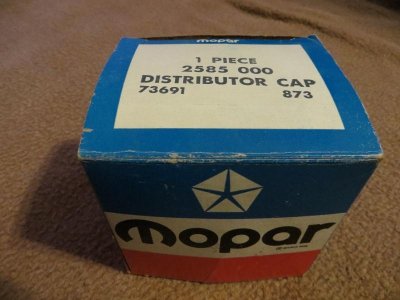 mopar
1 PIECE
2585 000
DISTRIBUTOR CAP
73691 873
mopar